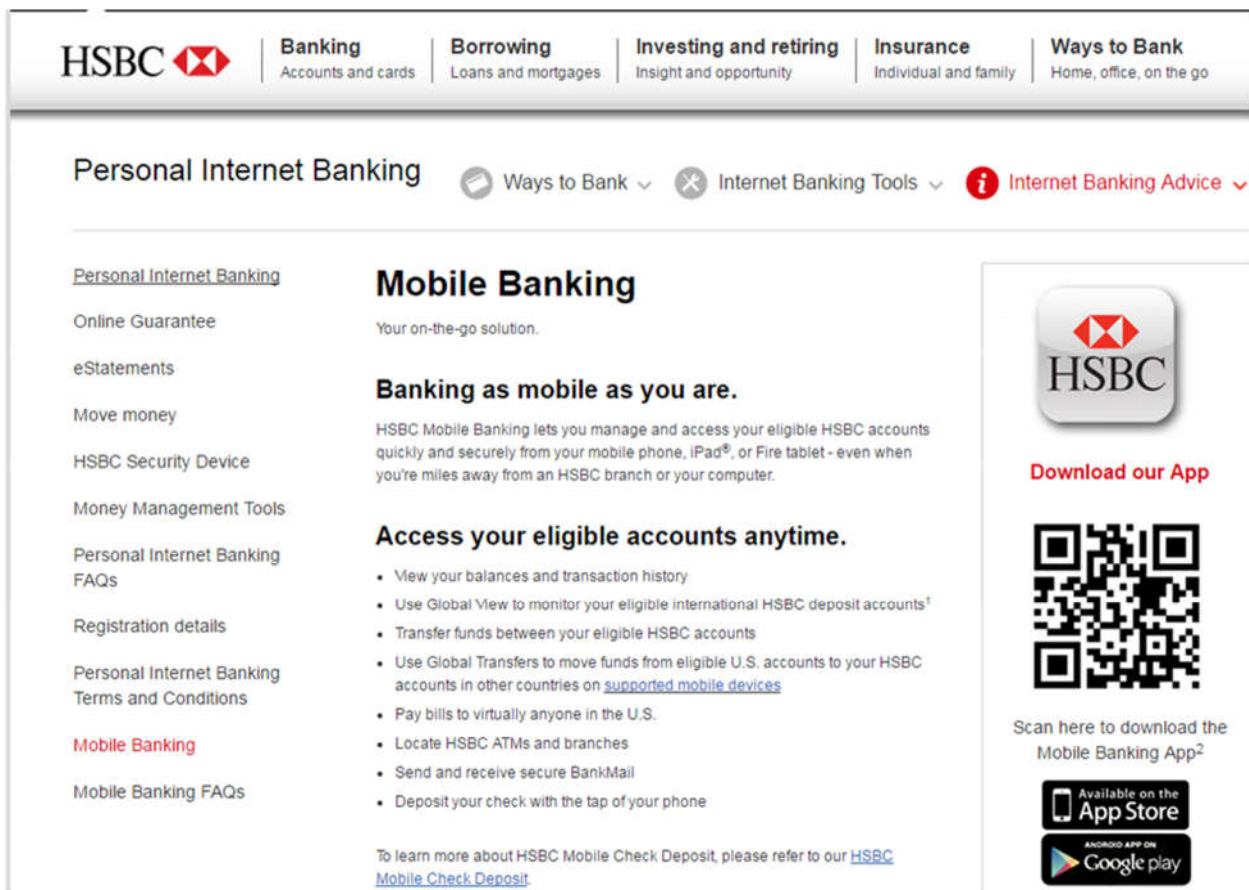 HSBC
Banking
Accounts and cards
Borrowing
Loans and mortgages
Investing and retiring
Insight and opportunity
Insurance
Individual and family
Ways to Bank
Home, office, on the go
Personal Internet Banking
Ways to Bank
Internet Banking Tools
i
Internet Banking Advice
Personal Internet Banking
Online Guarantee
eStatements
Move money
HSBC Security Device
Money Management Tools
Personal Internet Banking
FAQs
Registration details
Personal Internet Banking
Terms and Conditions
Mobile Banking
Mobile Banking FAQs
Mobile Banking
Your on-the-go solution.
Banking as mobile as you are.
HSBC Mobile Banking lets you manage and access your eligible HSBC accounts
quickly and securely from your mobile phone, iPad®, or Fire tablet - even when
you're miles away from an HSBC branch or your computer.
Access your eligible accounts anytime.
• View your balances and transaction history
• Use Global View to monitor your eligible international HSBC deposit accounts¹
• Transfer funds between your eligible HSBC accounts
• Use Global Transfers to move funds from eligible U.S. accounts to your HSBC
accounts in other countries on supported mobile devices
• Pay bills to virtually anyone in the U.S.
• Locate HSBC ATMs and branches
• Send and receive secure BankMail
• Deposit your check with the tap of your phone
To learn more about HSBC Mobile Check Deposit, please refer to our HSBC
Mobile Check Deposit.
HSBC
Download our App
Scan here to download the
Mobile Banking App²
Available on the
App Store
ANDROID APP ON
Google play